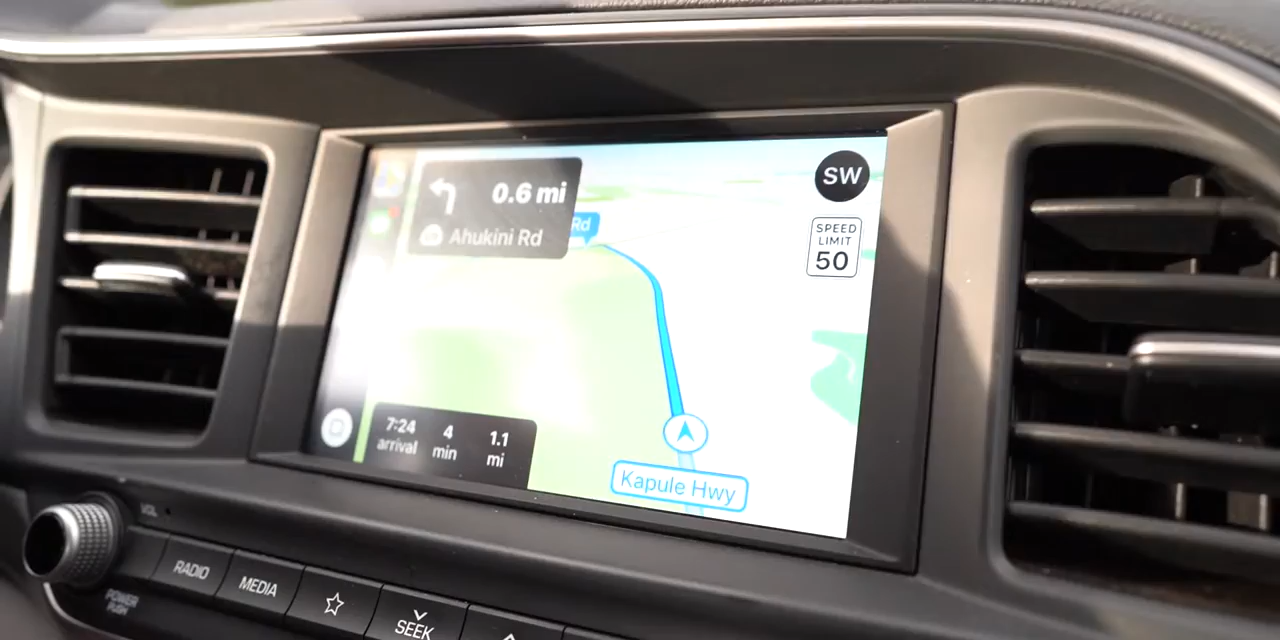 0.6 mi
Ahukini Rd
Rd
SW
SPEED
LIMIT
50
7:24
arrival
4
min
1.1
mi
Kapule Hwy
VOL
POWER
PUSH
RADIO
MEDIA
SEEK